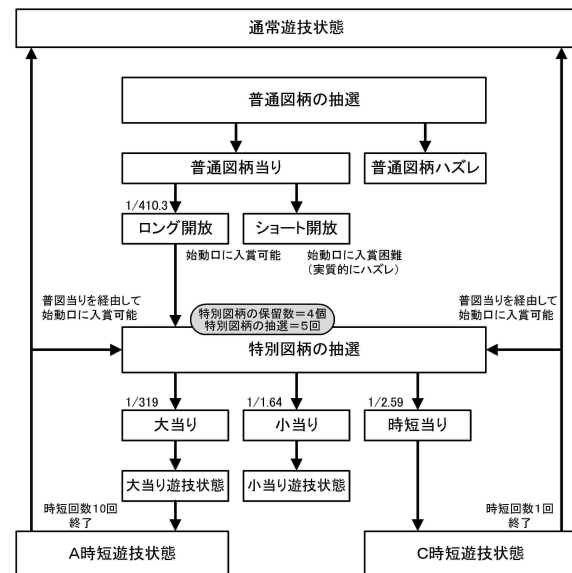 通常遊技状態
普通図柄の抽選
普通図柄当り
普通図柄ハズレ
1/410.3
ロング開放
ショート開放
始動口に入賞可能
始動口に入賞困難
(実質的にハズレ)
普図当りを経由して
始動口に入賞可能
特別図柄の保留数=4個
特別図柄の抽選=5回
普図当りを経由して
始動口に入賞可能
特別図柄の抽選
1/319
1/1.64
1/2.59
大当り
小当り
時短当り
大当り遊技状態
小当り遊技状態
時短回数10回
終了
時短回数1回
終了
A時短遊技状態
C時短遊技状態